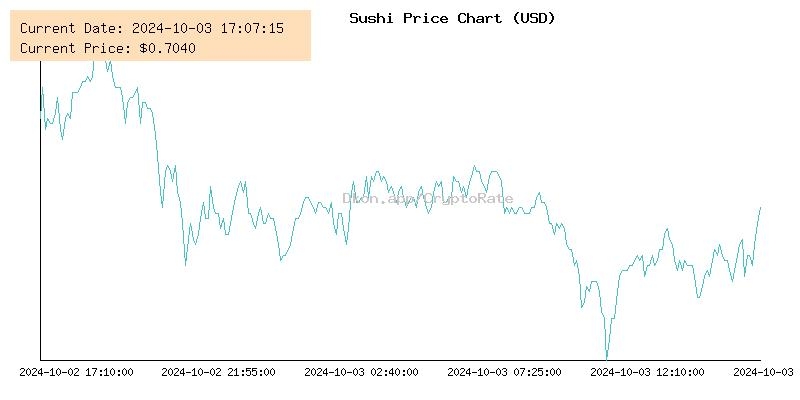 Sushi Price Chart (USD)
Current Date: 2024-10-03 17:07:15
Current Price: $0.7040
Dton.app/CryptoRate
2024-10-02 17:10:00 2024-10-02 21:55:00 2024-10-03 02:40:00 2024-10-03 07:25:00 2024-10-03 12:10:00 2024-10-03